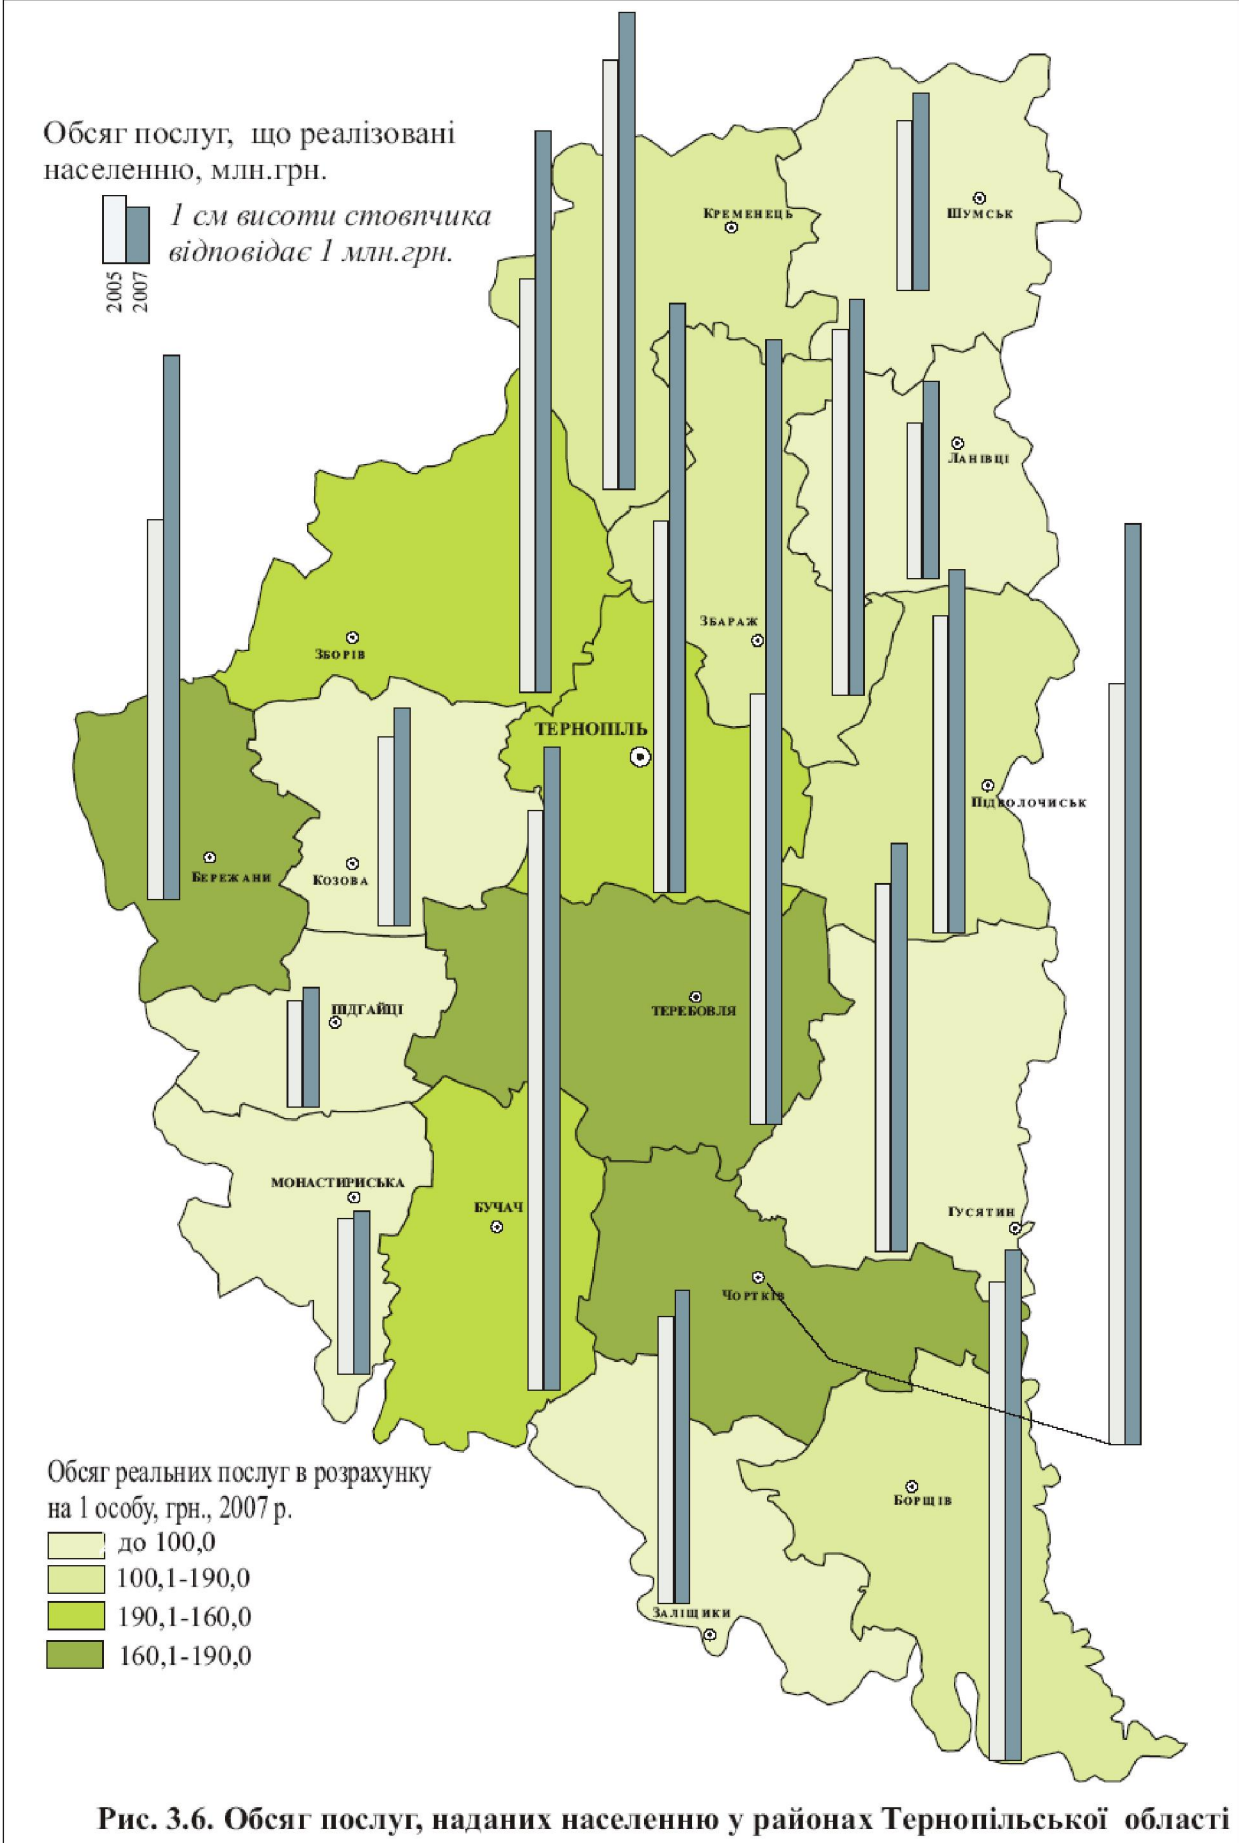 Обсяг послуг, що реалізовані
населенню, млн.грн.
1 см висоти стовпчика
відповідає 1 млн.грн.
2005
2007
Кременець
Шумськ
Ланівці
Збараж
Зборів
ТЕРНОПІЛЬ
Підволочиськ
Бережани
Козова
ПІДГАЙЦІ
ТЕРЕБОВЛЯ
МОНАСТИРИСЬКА
БУЧАЧ
Гусятин
Чортків
Борщів
Заліщики
Обсяг реальних послуг в розрахунку
на 1 особу, грн., 2007 р.
до 100,0
100,1-190,0
190,1-160,0
160,1-190,0
Рис. 3.6. Обсяг послуг, наданих населенню у районах Тернопільської області